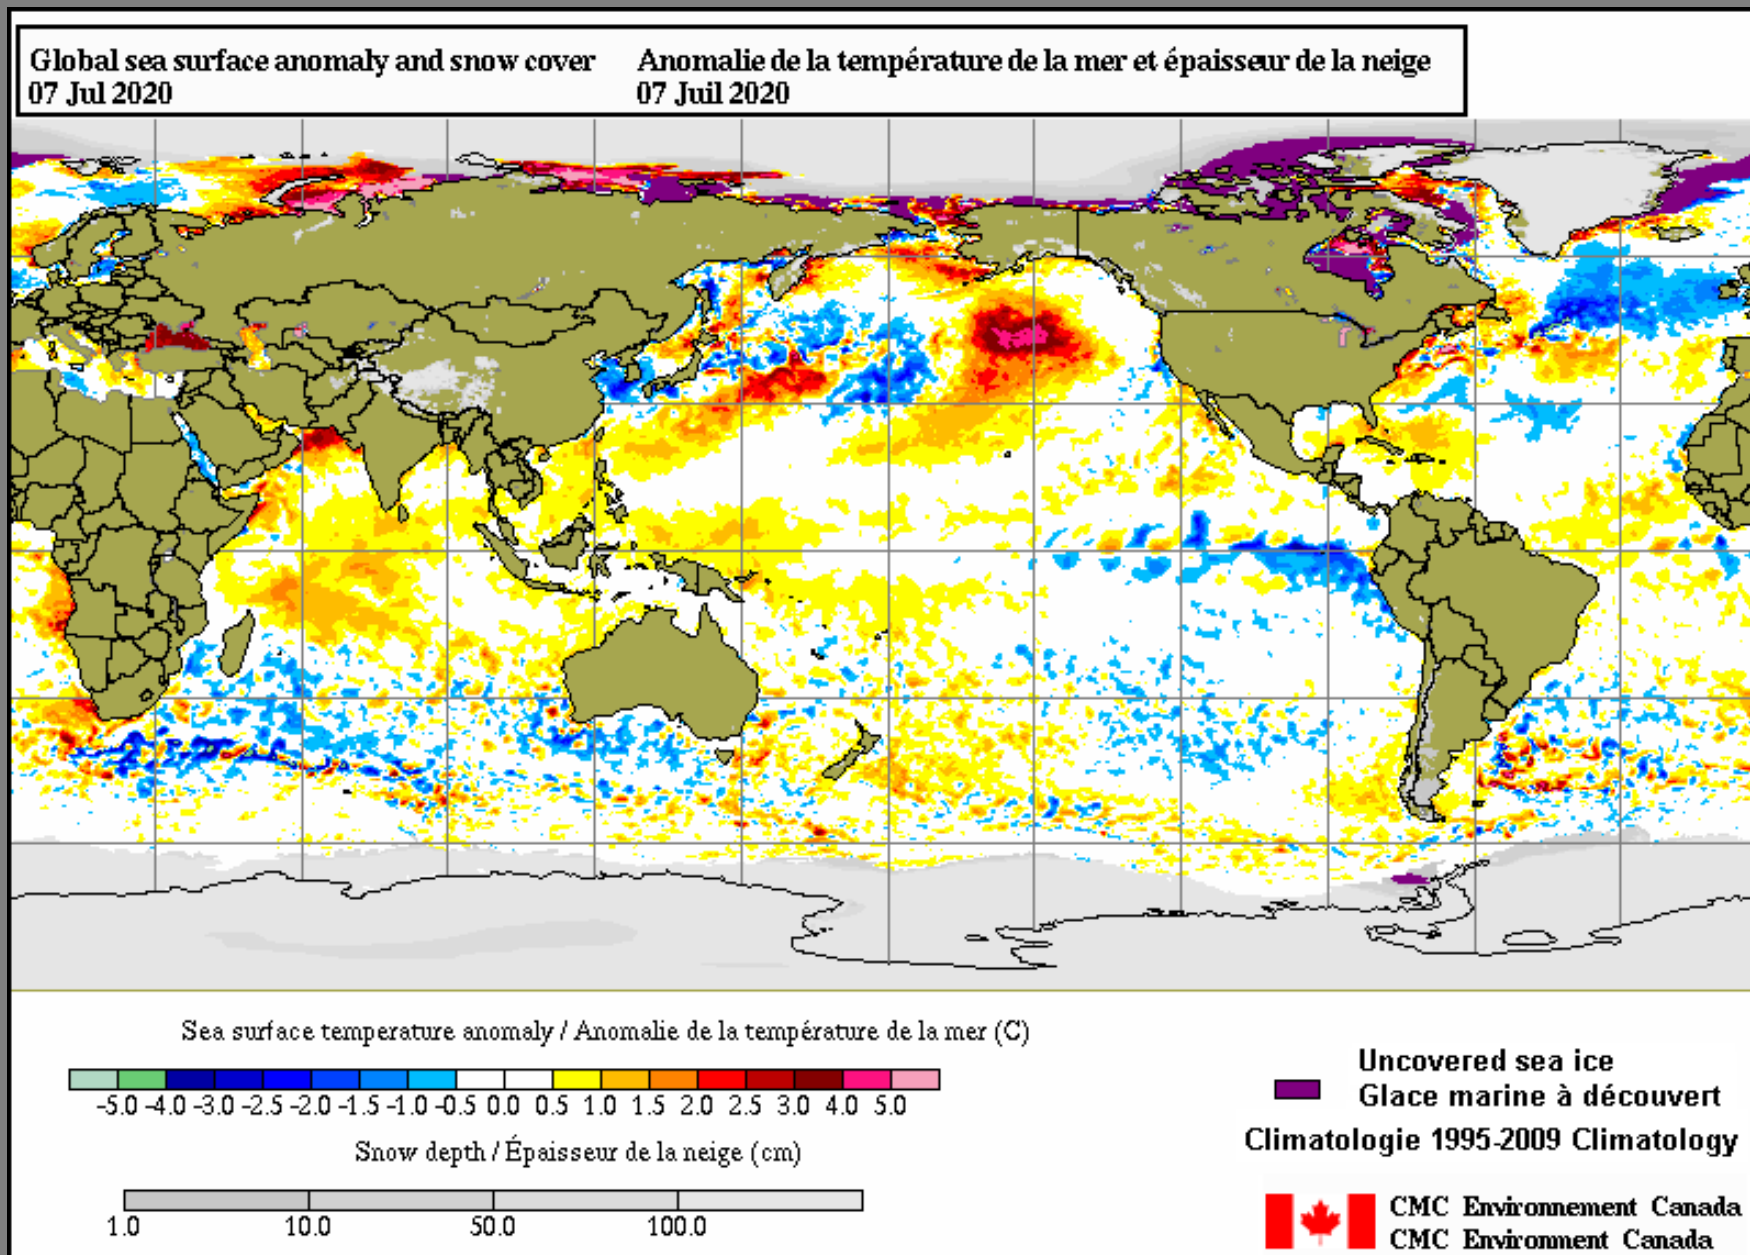 Global sea surface anomaly and snow cover
07 Jul 2020
Anomalie de la température de la mer et épaisseur de la neige
07 Juil 2020
Sea surface temperature anomaly / Anomalie de la température de la mer (C)
-5.0 -4.0 -3.0 -2.5 -2.0 -1.5 -1.0 -0.5 0.0 0.5 1.0 1.5 2.0 2.5 3.0 4.0 5.0
Snow depth / Épaisseur de la neige (cm)
1.0 10.0 50.0 100.0
Uncovered sea ice
Glace marine à découvert
Climatologie 1995-2009 Climatology
CMC Environnement Canada
CMC Environment Canada